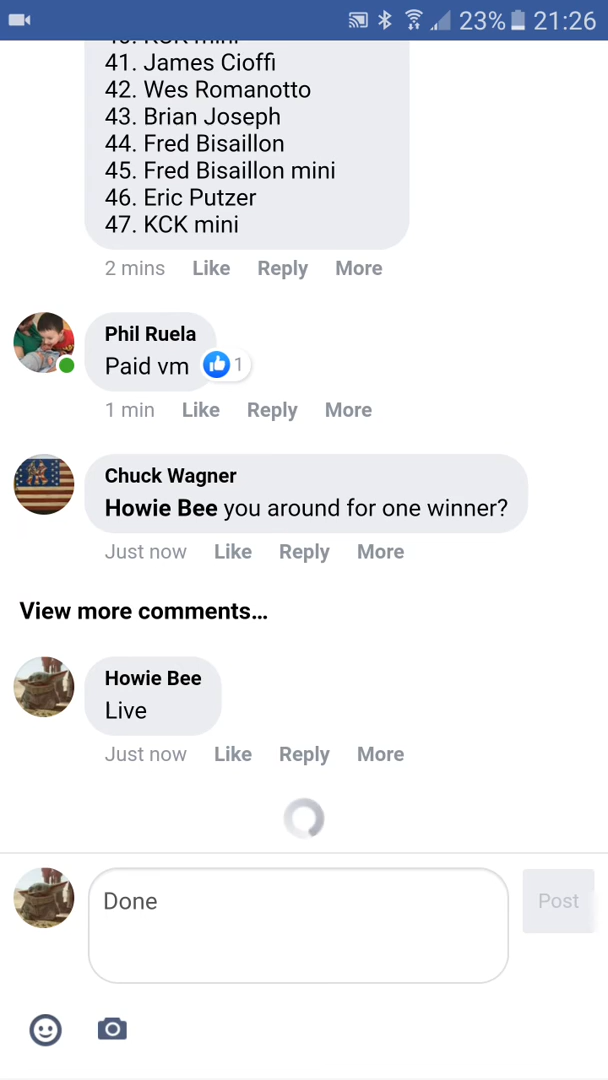 23% 21:26
40. KCK mini
41. James Cioffi
42. Wes Romanotto
43. Brian Joseph
44. Fred Bisaillon
45. Fred Bisaillon mini
46. Eric Putzer
47. KCK mini
2 mins Like Reply More
Phil Ruela
Paid vm 1
1 min Like Reply More
Chuck Wagner
Howie Bee you around for one winner?
Just now Like Reply More
View more comments...
Howie Bee
Live
Just now Like Reply More
Done
Post